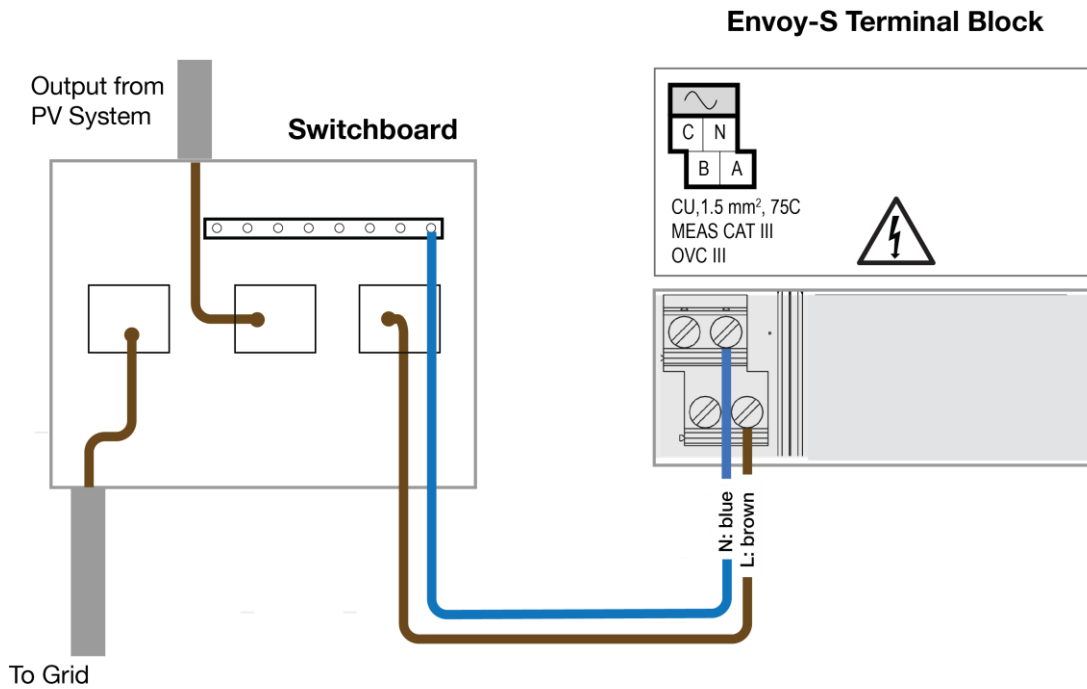 Envoy-S Terminal Block
Output from
PV System
Switchboard
C N
B A
CU,1.5 mm², 75C
MEAS CAT III
OVC III
N: blue
L: brown
To Grid